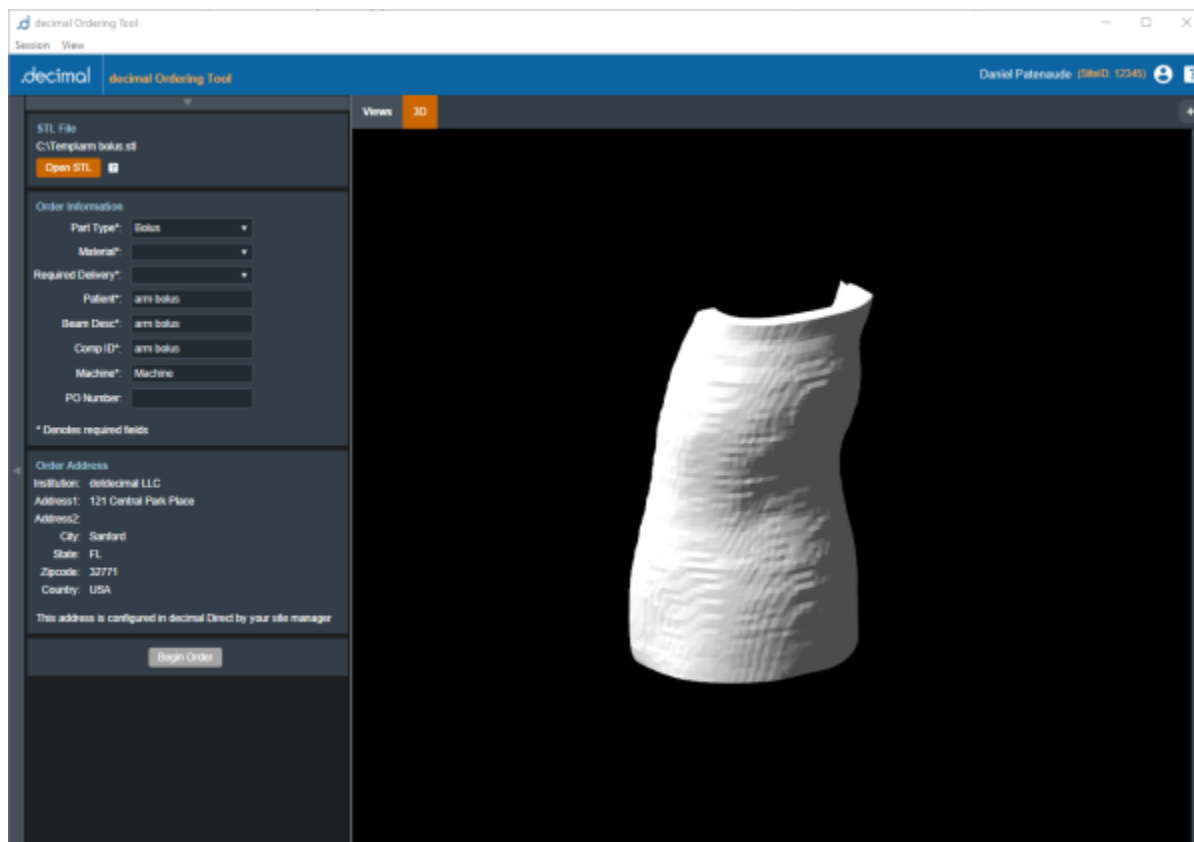 decimal Ordering Tool
Session View
.decimal decimal Ordering Tool Daniel Patenaude (SiteID: 12345)
Views 3D
STL File
C:\Temp\arm bolus.stl
Open STL ?
Order Information
Part Type*: Bolus
Material*:
Required Delivery*:
Patient*: arm bolus
Beam Desc*: arm bolus
Comp ID*: arm bolus
Machine*: Machine
PO Number:
* Denotes required fields
Order Address
Institution: dotdecimal LLC
Address1: 121 Central Park Place
Address2:
City: Sanford
State: FL
Zipcode: 32771
Country: USA
This address is configured in decimal Direct by your site manager
Begin Order